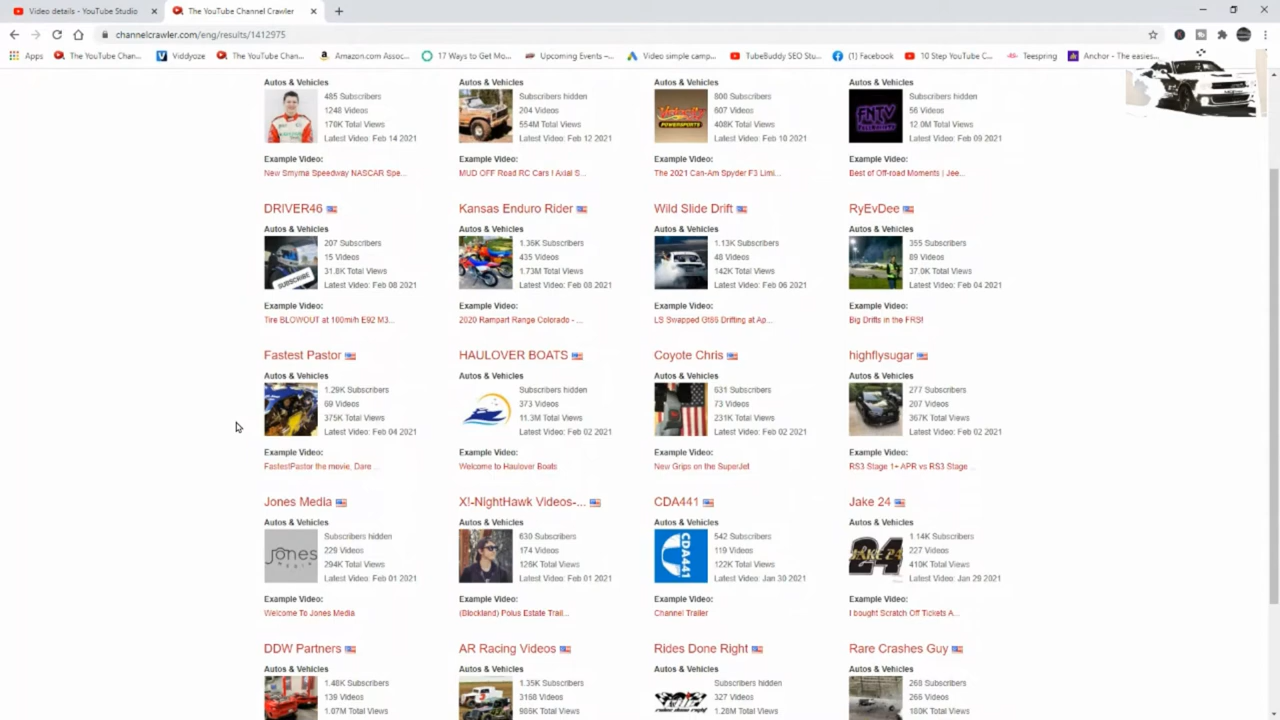 Video details - YouTube Studio
The YouTube Channel Crawler
channelcrawler.com/eng/results/1412975
Apps The YouTube Chan... Viddyoze The YouTube Chan... Amazon.com Assoc... 17 Ways to Get Mo... Upcoming Events –... Video simple camp... TubeBuddy SEO Stu... (1) Facebook 10 Step YouTube C... Teespring Anchor - The easies...
Autos & Vehicles
485 Subscribers
1248 Videos
170K Total Views
Latest Video: Feb 14 2021
Example Video:
New Smyrna Speedway NASCAR Spe...
Autos & Vehicles
Subscribers hidden
204 Videos
554M Total Views
Latest Video: Feb 12 2021
Example Video:
MUD OFF Road RC Cars ! Axial S...
Autos & Vehicles
800 Subscribers
607 Videos
408K Total Views
Latest Video: Feb 10 2021
Example Video:
The 2021 Can-Am Spyder F3 Limi...
Autos & Vehicles
FNTV
Subscribers hidden
56 Videos
12.0M Total Views
Latest Video: Feb 09 2021
Example Video:
Best of Off-road Moments | Jee...
DRIVER46
Autos & Vehicles
SUBSCRIBE
207 Subscribers
15 Videos
31.8K Total Views
Latest Video: Feb 08 2021
Example Video:
Tire BLOWOUT at 160mi/h E92 M3...
Kansas Enduro Rider
Autos & Vehicles
1.36K Subscribers
435 Videos
1.73M Total Views
Latest Video: Feb 08 2021
Example Video:
2020 Rampart Range Colorado - ...
Wild Slide Drift
Autos & Vehicles
1.13K Subscribers
48 Videos
142K Total Views
Latest Video: Feb 06 2021
Example Video:
LS Swapped Gt86 Drifting at Ap...
RyEvDee
Autos & Vehicles
355 Subscribers
89 Videos
37.0K Total Views
Latest Video: Feb 04 2021
Example Video:
Big Drifts in the FRS!
Fastest Pastor
Autos & Vehicles
1.29K Subscribers
69 Videos
375K Total Views
Latest Video: Feb 04 2021
Example Video:
FastestPastor the movie, Dare ...
HAULOVER BOATS
Autos & Vehicles
Subscribers hidden
373 Videos
11.3M Total Views
Latest Video: Feb 02 2021
Example Video:
Welcome to Haulover Boats
Coyote Chris
Autos & Vehicles
631 Subscribers
73 Videos
231K Total Views
Latest Video: Feb 02 2021
Example Video:
New Grips on the SuperJet
highflysugar
Autos & Vehicles
277 Subscribers
207 Videos
367K Total Views
Latest Video: Feb 02 2021
Example Video:
RS3 Stage 1+ APR vs RS3 Stage ...
Jones Media
Autos & Vehicles
jones
MEDIA
Subscribers hidden
229 Videos
294K Total Views
Latest Video: Feb 01 2021
Example Video:
Welcome To Jones Media
X!-NightHawk Videos-...
Autos & Vehicles
630 Subscribers
174 Videos
126K Total Views
Latest Video: Feb 01 2021
Example Video:
(Blockland) Polus Estate Trail...
CDA441
Autos & Vehicles
CDA441
542 Subscribers
119 Videos
122K Total Views
Latest Video: Jan 30 2021
Example Video:
Channel Trailer
Jake 24
Autos & Vehicles
JAKE 24
1.14K Subscribers
227 Videos
410K Total Views
Latest Video: Jan 29 2021
Example Video:
I bought Scratch Off Tickets A...
DDW Partners
Autos & Vehicles
1.48K Subscribers
139 Videos
1.07M Total Views
AR Racing Videos
Autos & Vehicles
1.35K Subscribers
3168 Videos
986K Total Views
Rides Done Right
Autos & Vehicles
rides done right
Subscribers hidden
327 Videos
1.28M Total Views
Rare Crashes Guy
Autos & Vehicles
268 Subscribers
266 Videos
180K Total Views